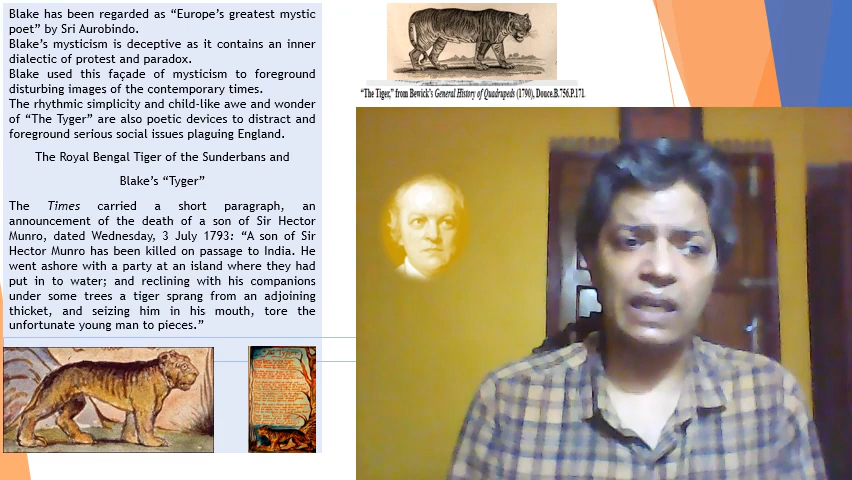 Blake has been regarded as “Europe’s greatest mystic
poet” by Sri Aurobindo.
Blake’s mysticism is deceptive as it contains an inner
dialectic of protest and paradox.
Blake used this façade of mysticism to foreground
disturbing images of the contemporary times.
The rhythmic simplicity and child-like awe and wonder
of “The Tyger” are also poetic devices to distract and
foreground serious social issues plaguing England.
The Royal Bengal Tiger of the Sunderbans and
Blake’s “Tyger”
The Times carried a short paragraph, an
announcement of the death of a son of Sir Hector
Munro, dated Wednesday, 3 July 1793: “A son of Sir
Hector Munro has been killed on passage to India. He
went ashore with a party at an island where they had
put in to water; and reclining with his companions
under some trees a tiger sprang from an adjoining
thicket, and seizing him in his mouth, tore the
unfortunate young man to pieces.”
“The Tiger,” from Bewick’s General History of Quadrupeds (1790), Douce.B.756.P.171.
The Tyger